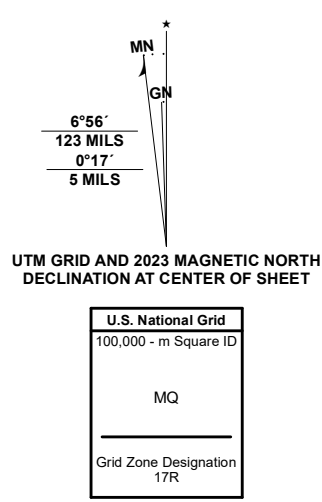 MN
GN
6°56´
123 MILS
0°17´
5 MILS
UTM GRID AND 2023 MAGNETIC NORTH
DECLINATION AT CENTER OF SHEET
U.S. National Grid
100,000 - m Square ID
MQ
Grid Zone Designation
17R